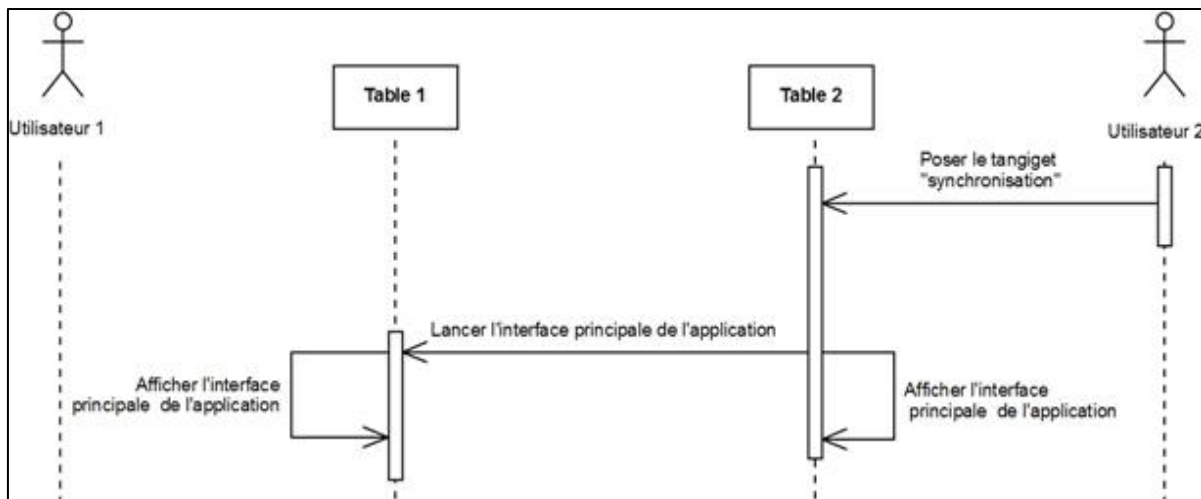 Utilisateur 1
Table 1
Table 2
Utilisateur 2
Poser le tangiget
"synchronisation"
Lancer l'interface principale de l'application
Afficher l'interface
principale de l'application
Afficher l'interface
principale de l'application